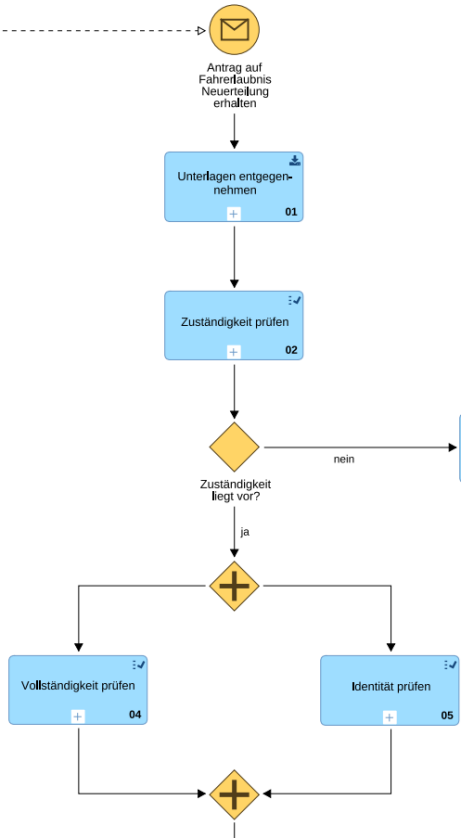 Antrag auf
Fahrerlaubnis
Neuerteilung
erhalten
Unterlagen entgegen-
nehmen
01
Zuständigkeit prüfen
02
nein
Zuständigkeit
liegt vor?
ja
Vollständigkeit prüfen
04
Identität prüfen
05